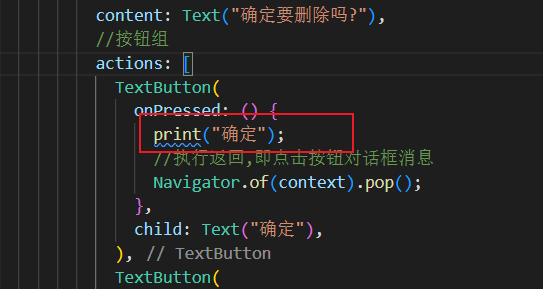 content: Text("确定要删除吗?"),
//按钮组
actions: [
TextButton(
onPressed: () {
print("确定");
//执行返回,即点击按钮对话框消息
Navigator.of(context).pop();
},
child: Text("确定"),
), // TextButton
TextButton(